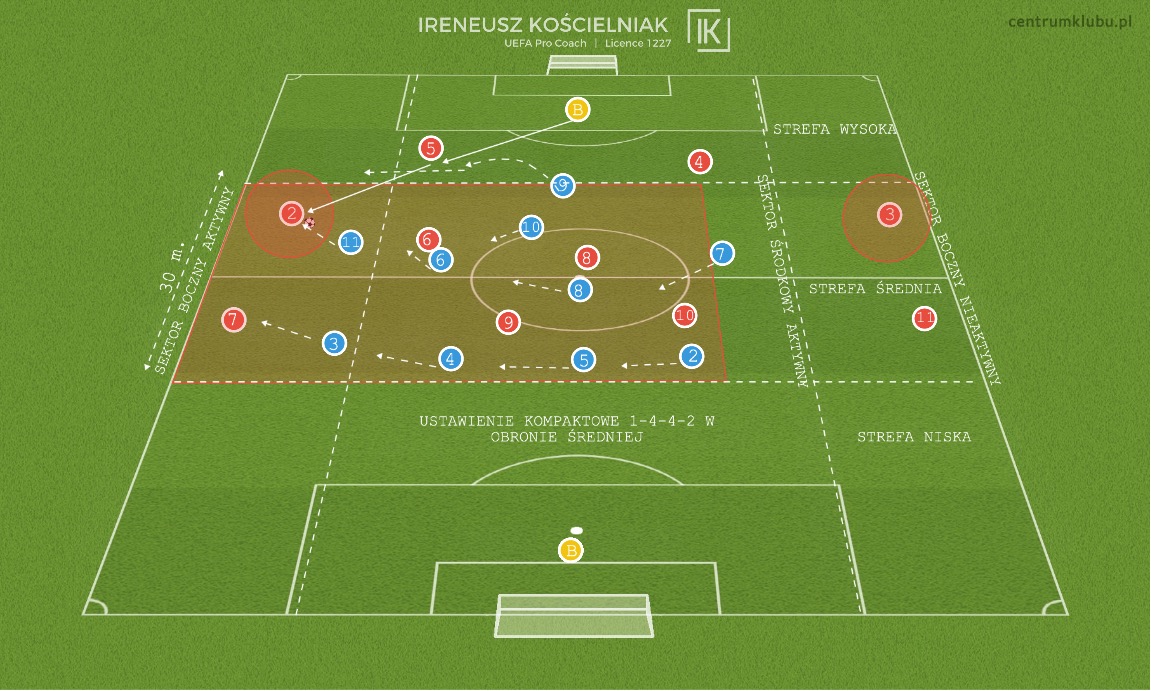 IRENEUSZ KOŚCIELNIAK
UEFA Pro Coach | Licence 1227
IK
centrumklubu.pl
B
STREFA WYSOKA
5
4
9
2
3
11
6
10
6
8
7
8
STREFA ŚREDNIA
7
9
10
11
3
4
5
2
30 m.
SEKTOR BOCZNY AKTYWNY
SEKTOR ŚRODKOWY AKTYWNY
SEKTOR BOCZNY NIEAKTYWNY
USTAWIENIE KOMPAKTOWE 1-4-4-2 W
OBRONIE ŚREDNIEJ
STREFA NISKA
B